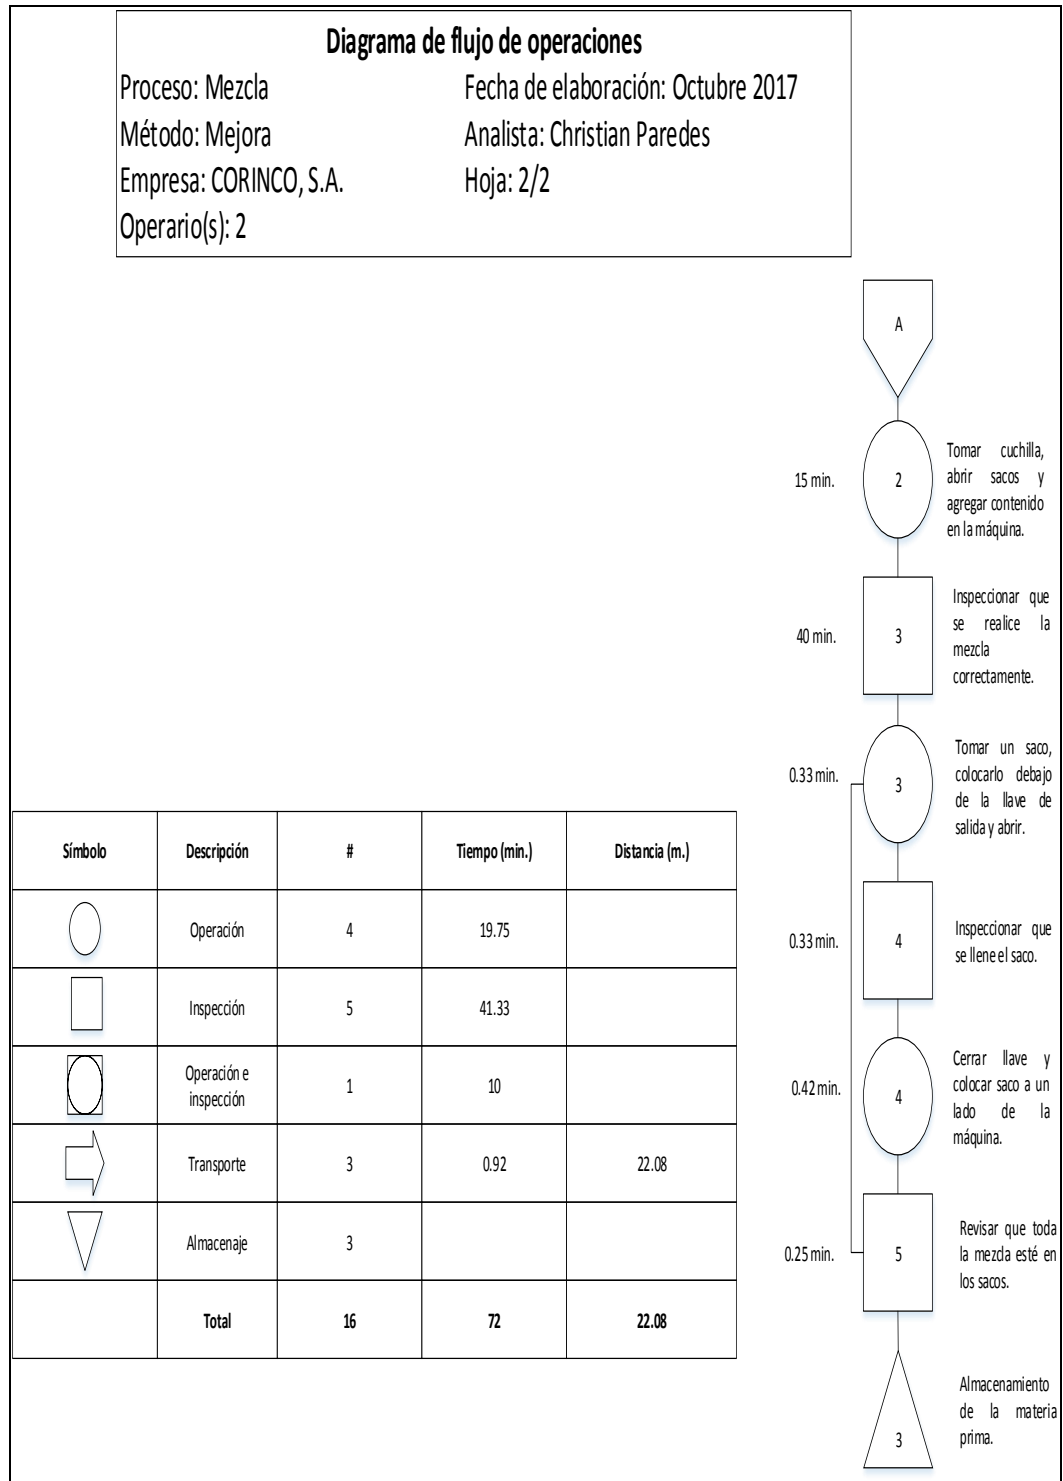 Diagrama de flujo de operaciones
Proceso: Mezcla
Fecha de elaboración: Octubre 2017
Método: Mejora
Analista: Christian Paredes
Empresa: CORINCO, S.A.
Hoja: 2/2
Operario(s): 2
A
15 min.
2
Tomar cuchilla,
abrir sacos y
agregar contenido
en la máquina.
40 min.
3
Inspeccionar que
se realice la
mezcla
correctamente.
0.33 min.
3
Tomar un saco,
colocarlo debajo
de la llave de
salida y abrir.
0.33 min.
4
Inspeccionar que
se llene el saco.
0.42 min.
4
Cerrar llave y
colocar saco a un
lado de la
máquina.
0.25 min.
5
Revisar que toda
la mezcla esté en
los sacos.
3
Almacenamiento
de la materia
prima.
Símbolo Descripción # Tiempo (min.) Distancia (m.)
Operación 4 19.75
Inspección 5 41.33
Operación e
inspección 1 10
Transporte 3 0.92 22.08
Almacenaje 3
Total 16 72 22.08